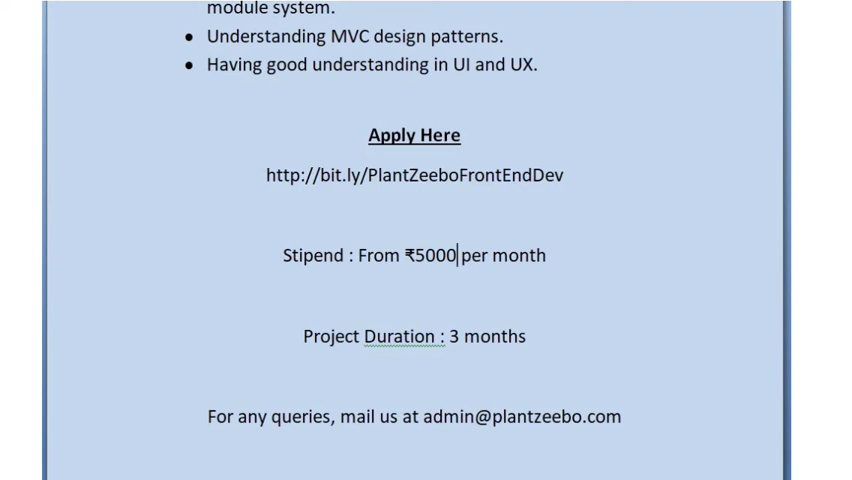 module system.
● Understanding MVC design patterns.
● Having good understanding in UI and UX.
Apply Here
http://bit.ly/PlantZeeboFrontEndDev
Stipend : From ₹5000 per month
Project Duration : 3 months
For any queries, mail us at admin@plantzeebo.com